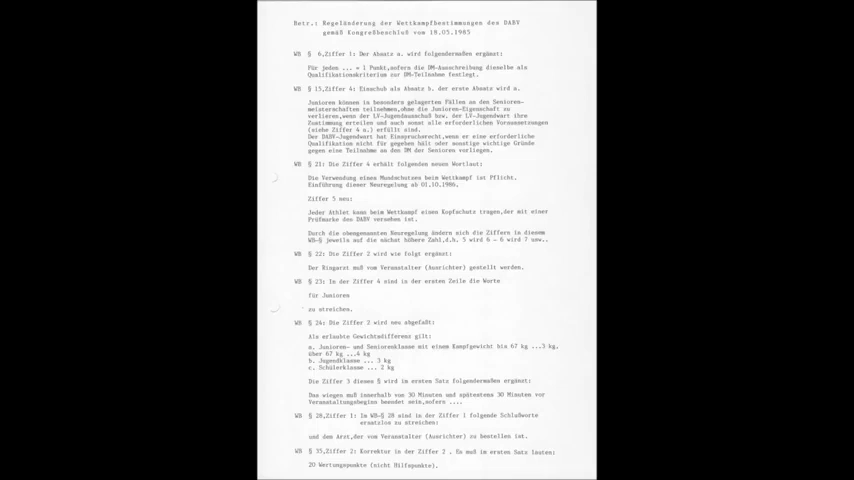 Betr.: Regeländerung der Wettkampfbestimmungen des DABV
gemäß Kongreßbeschluß vom 18.05.1985
WB § 6,Ziffer 1: Der Absatz a. wird folgendermaßen ergänzt:
Für jeden ... = 1 Punkt,sofern die DM-Ausschreibung dieselbe als
Qualifikationskriterium zur DM-Teilnahme festlegt.
WB § 15,Ziffer 4: Einschub als Absatz b. der erste Absatz wird a.
Junioren können in besondern gelagerten Fällen an den Senioren-
meisterschaften teilnehmen,ohne die Junioren-Eigenschaft zu
verlieren,wenn der LV-Jugendausschuß bzw. der LV-Jugendwart ihre
Zustimmung erteilen und auch sonst alle erforderlichen Voraussetzungen
(siehe Ziffer 4 a.) erfüllt sind.
Der DABV-Jugendwart hat Einspruchsrecht,wenn er eine erforderliche
Qualifikation nicht für gegeben hält oder sonstige wichtige Gründe
gegen eine Teilnahme an den DM der Senioren vorliegen.
WB § 21: Die Ziffer 4 erhält folgenden neuen Wortlaut:
Die Verwendung eines Mundschutzes beim Wettkampf ist Pflicht.
Einführung dieser Neuregelung ab 01.10.1986.
Ziffer 5 neu:
Jeder Athlet kann beim Wettkampf einen Kopfschutz tragen,der mit einer
Prüfmarke des DABV versehen ist.
Durch die obengenannten Neuregelung ändern sich die Ziffern in diesem
WB-§ jeweils auf die nächst höhere Zahl,d.h. 5 wird 6 - 6 wird 7 usw..
WB § 22: Die Ziffer 2 wird wie folgt ergänzt:
Der Ringarzt muß vom Veranstalter (Ausrichter) gestellt werden.
WB § 23: In der Ziffer 4 sind in der ersten Zeile die Worte
für Junioren
zu streichen.
WB § 24: Die Ziffer 2 wird neu abgefaßt:
Als erlaubte Gewichtsdifferenz gilt:
a. Junioren- und Seniorenklasse mit einem Kampfgewicht bis 67 kg ...3 kg,
über 67 kg ...4 kg
b. Jugendklasse ... 3 kg
c. Schülerklasse ... 2 kg
Die Ziffer 3 dieses § wird im ersten Satz folgendermaßen ergänzt:
Das wiegen muß innerhalb von 30 Minuten und spätestens 30 Minuten vor
Veranstaltungsbeginn beendet sein,sofern ....
WB § 28,Ziffer 1: Im WB-§ 28 sind in der Ziffer 1 folgende Schlußworte
ersatzlos zu streichen:
und dem Arzt,der vom Veranstalter (Ausrichter) zu bestellen ist.
WB § 35,Ziffer 2: Korrektur in der Ziffer 2 . Es muß im ersten Satz lauten:
20 Wertungspunkte (nicht Hilfspunkte).